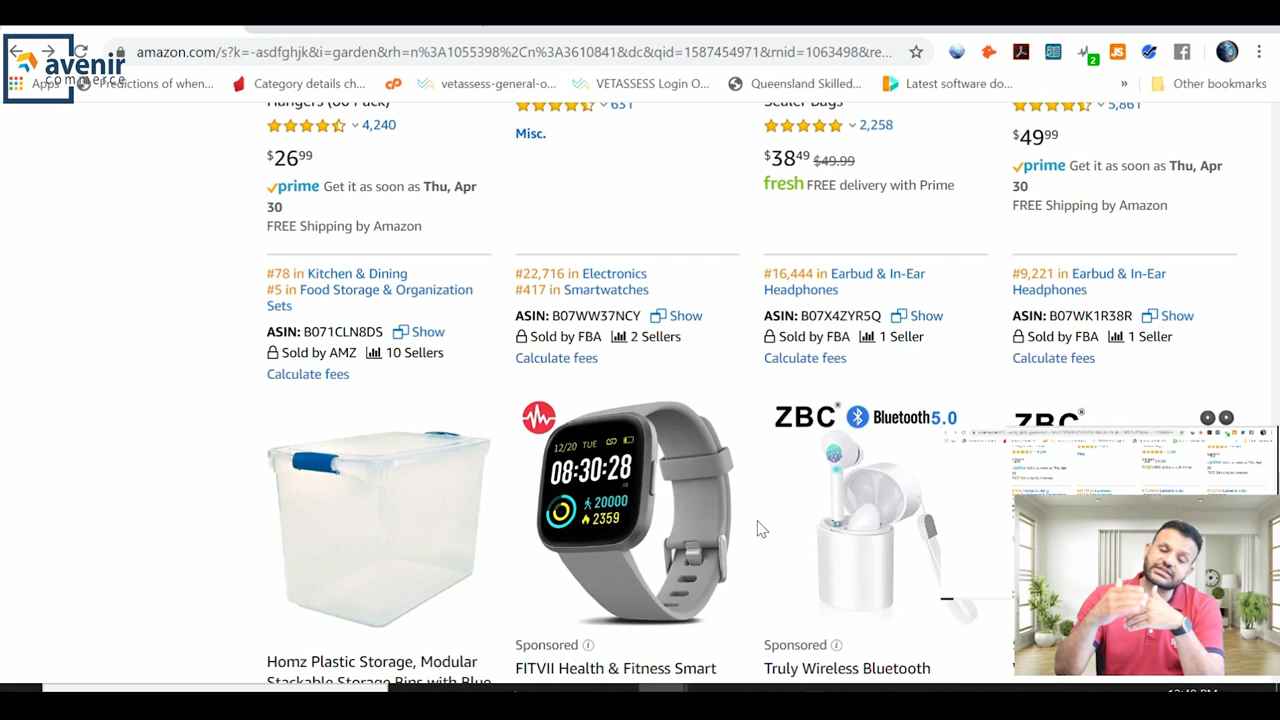 avenir
commerce
amazon.com/s?k=-asdfghjk&i=garden&rh=n%3A1055398%2Cn%3A3610841&dc&qid=1587454971&rnid=1063498&re...
Apps
Predictions of when...
Category details ch...
cP
vetassess-general-o...
VETASSESS Login O...
Queensland Skilled...
Latest software do...
»
Other bookmarks
2
JS
Hangers (60 Pack)
4,240
$26.99
prime Get it as soon as Thu, Apr
30
FREE Shipping by Amazon
#78 in Kitchen & Dining
#5 in Food Storage & Organization
Sets
ASIN: B071CLN8DS Show
Sold by AMZ 10 Sellers
Calculate fees
Homz Plastic Storage, Modular
Stackable Storage Bins with Blue
631
Misc.
#22,716 in Electronics
#417 in Smartwatches
ASIN: B07WW37NCY Show
Sold by FBA 2 Sellers
Calculate fees
12/20 TUE
08:30:28
20000
2359
Sponsored
FITVII Health & Fitness Smart
Sealer Bags
2,258
$38.49 $49.99
fresh FREE delivery with Prime
#16,444 in Earbud & In-Ear
Headphones
ASIN: B07X4ZYR5Q Show
Sold by FBA 1 Seller
Calculate fees
ZBC® Bluetooth 5.0
Sponsored
Truly Wireless Bluetooth
5,861
$49.99
prime Get it as soon as Thu, Apr
30
FREE Shipping by Amazon
#9,221 in Earbud & In-Ear
Headphones
ASIN: B07WK1R38R Show
Sold by FBA 1 Seller
Calculate fees
ZBC®